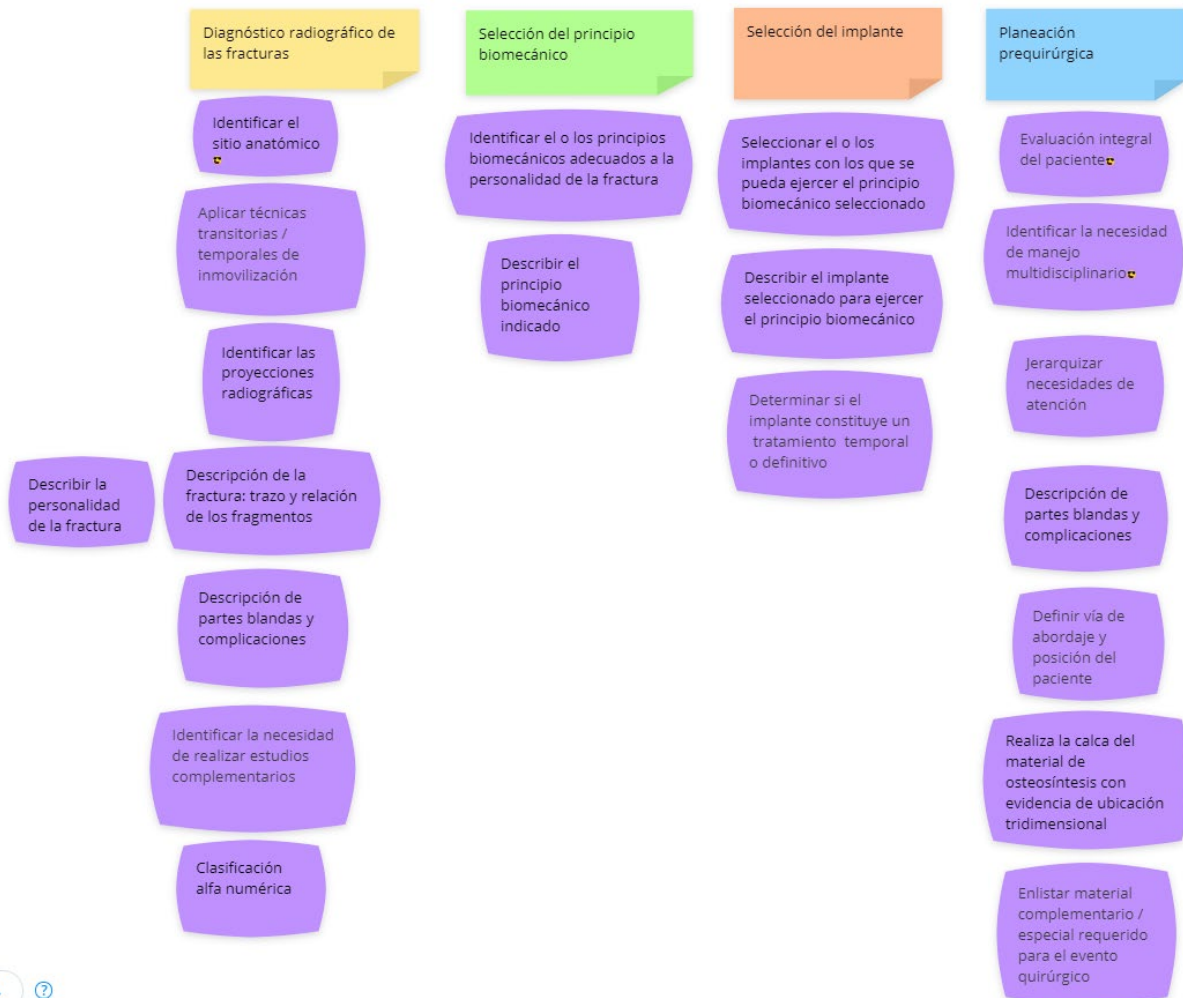 Diagnóstico radiográfico de
las fracturas
Identificar el
sitio anatómico
Aplicar técnicas
transitorias /
temporales de
inmovilización
Identificar las
proyecciones
radiográficas
Describir la
personalidad
de la fractura
Descripción de la
fractura: trazo y relación
de los fragmentos
Descripción de
partes blandas y
complicaciones
Identificar la necesidad
de realizar estudios
complementarios
Clasificación
alfa numérica
Selección del principio
biomecánico
Identificar el o los principios
biomecánicos adecuados a la
personalidad de la fractura
Describir el
principio
biomecánico
indicado
Selección del implante
Seleccionar el o los
implantes con los que se
pueda ejercer el principio
biomecánico seleccionado
Describir el implante
seleccionado para ejercer
el principio biomecánico
Determinar si el
implante constituye un
tratamiento temporal
o definitivo
Planeación
prequirúrgica
Evaluación integral
del paciente
Identificar la necesidad
de manejo
multidisciplinario
Jerarquizar
necesidades de
atención
Descripción de
partes blandas y
complicaciones
Definir vía de
abordaje y
posición del
paciente
Realiza la calca del
material de
osteosíntesis con
evidencia de ubicación
tridimensional
Enlistar material
complementario /
especial requerido
para el evento
quirúrgico
?